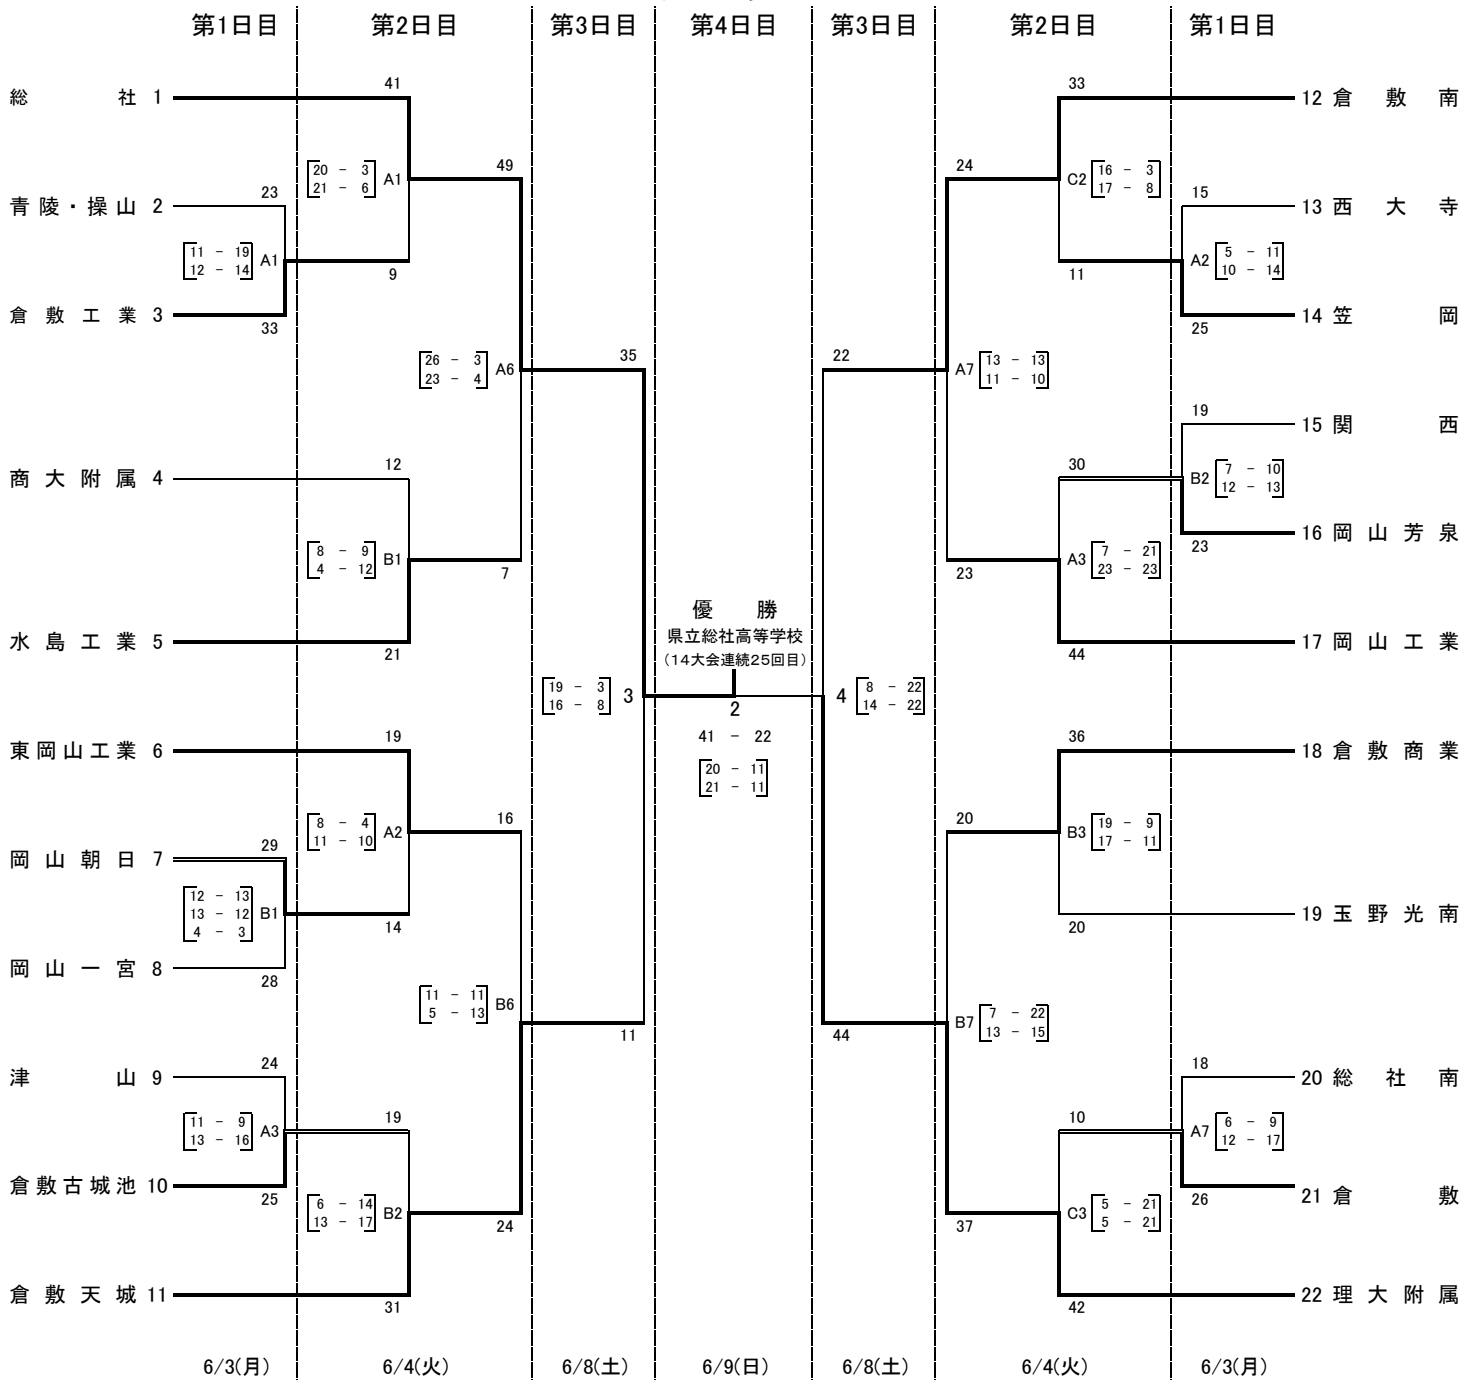 第1日目 第2日目 第3日目 第4日目 第3日目 第2日目 第1日目
総社 1
41
33
12 倉敷南
20 - 3
21 - 6
A1
49
24
C2
16 - 3
17 - 8
青陵・操山 2
23
15
13 西大寺
11 - 19
12 - 14
A1
9
11
A2
5 - 11
10 - 14
倉敷工業 3
33
25
14 笠岡
26 - 3
23 - 4
A6
35
22
A7
13 - 13
11 - 10
19
15 関西
商大附属 4
12
30
B2
7 - 10
12 - 13
8 - 9
4 - 12
B1
7
23
A3
7 - 21
23 - 23
23
16 岡山芳泉
水島工業 5
21
44
17 岡山工業
優勝
県立総社高等学校
(14大会連続25回目)
19 - 3
16 - 8
3
2
4
8 - 22
14 - 22
41 - 22
20 - 11
21 - 11
東岡山工業 6
19
36
18 倉敷商業
8 - 4
11 - 10
A2
16
20
B3
19 - 9
17 - 11
岡山朝日 7
29
12 - 13
13 - 12
4 - 3
B1
14
20
19 玉野光南
岡山一宮 8
28
11 - 11
5 - 13
B6
11
44
B7
7 - 22
13 - 15
津山 9
24
18
20 総社南
11 - 9
13 - 16
A3
19
10
A7
6 - 9
12 - 17
倉敷古城池 10
25
26
21 倉敷
6 - 14
13 - 17
B2
24
37
C3
5 - 21
5 - 21
倉敷天城 11
31
42
22 理大附属
6/3(月) 6/4(火) 6/8(土) 6/9(日) 6/8(土) 6/4(火) 6/3(月)